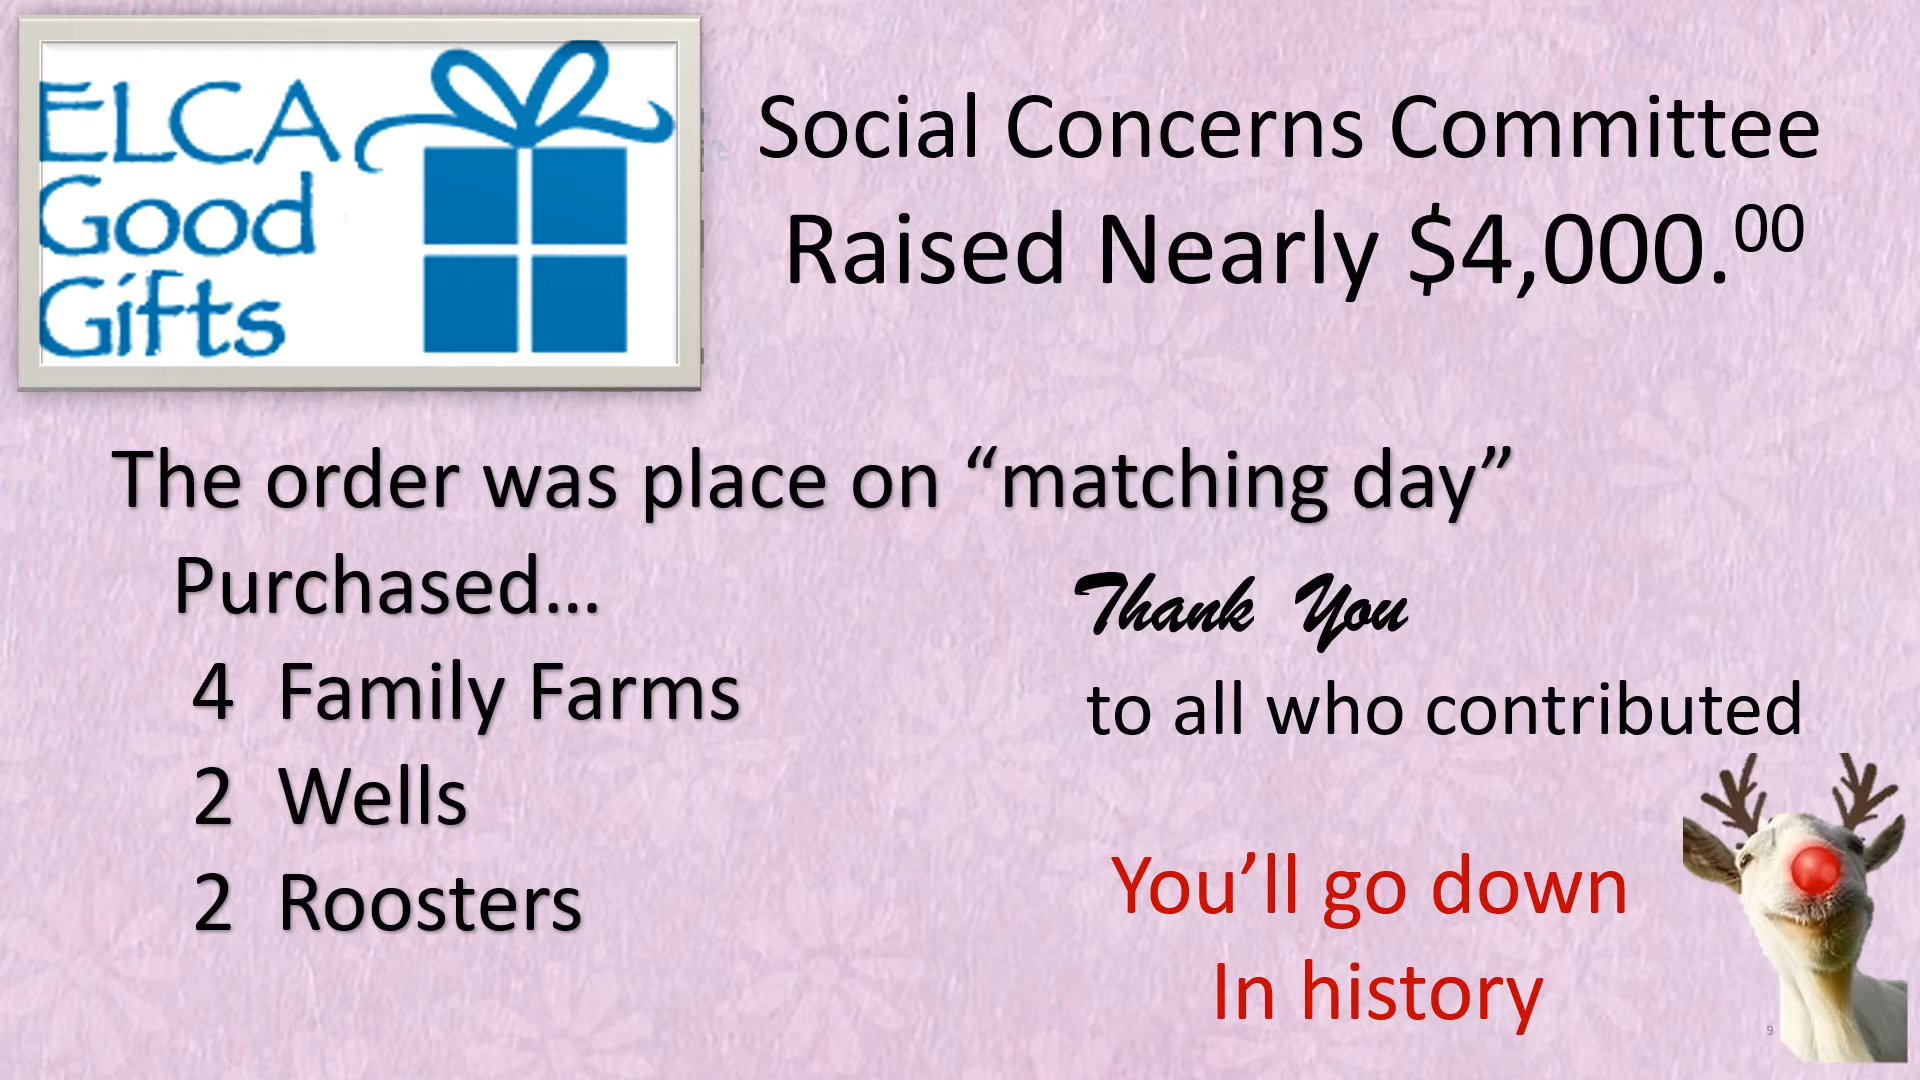 ELCA
Good
Gifts
Social Concerns Committee
Raised Nearly $4,000.00
The order was place on “matching day”
Purchased...
4 Family Farms
2 Wells
2 Roosters
Thank You
to all who contributed
You’ll go down
In history
9